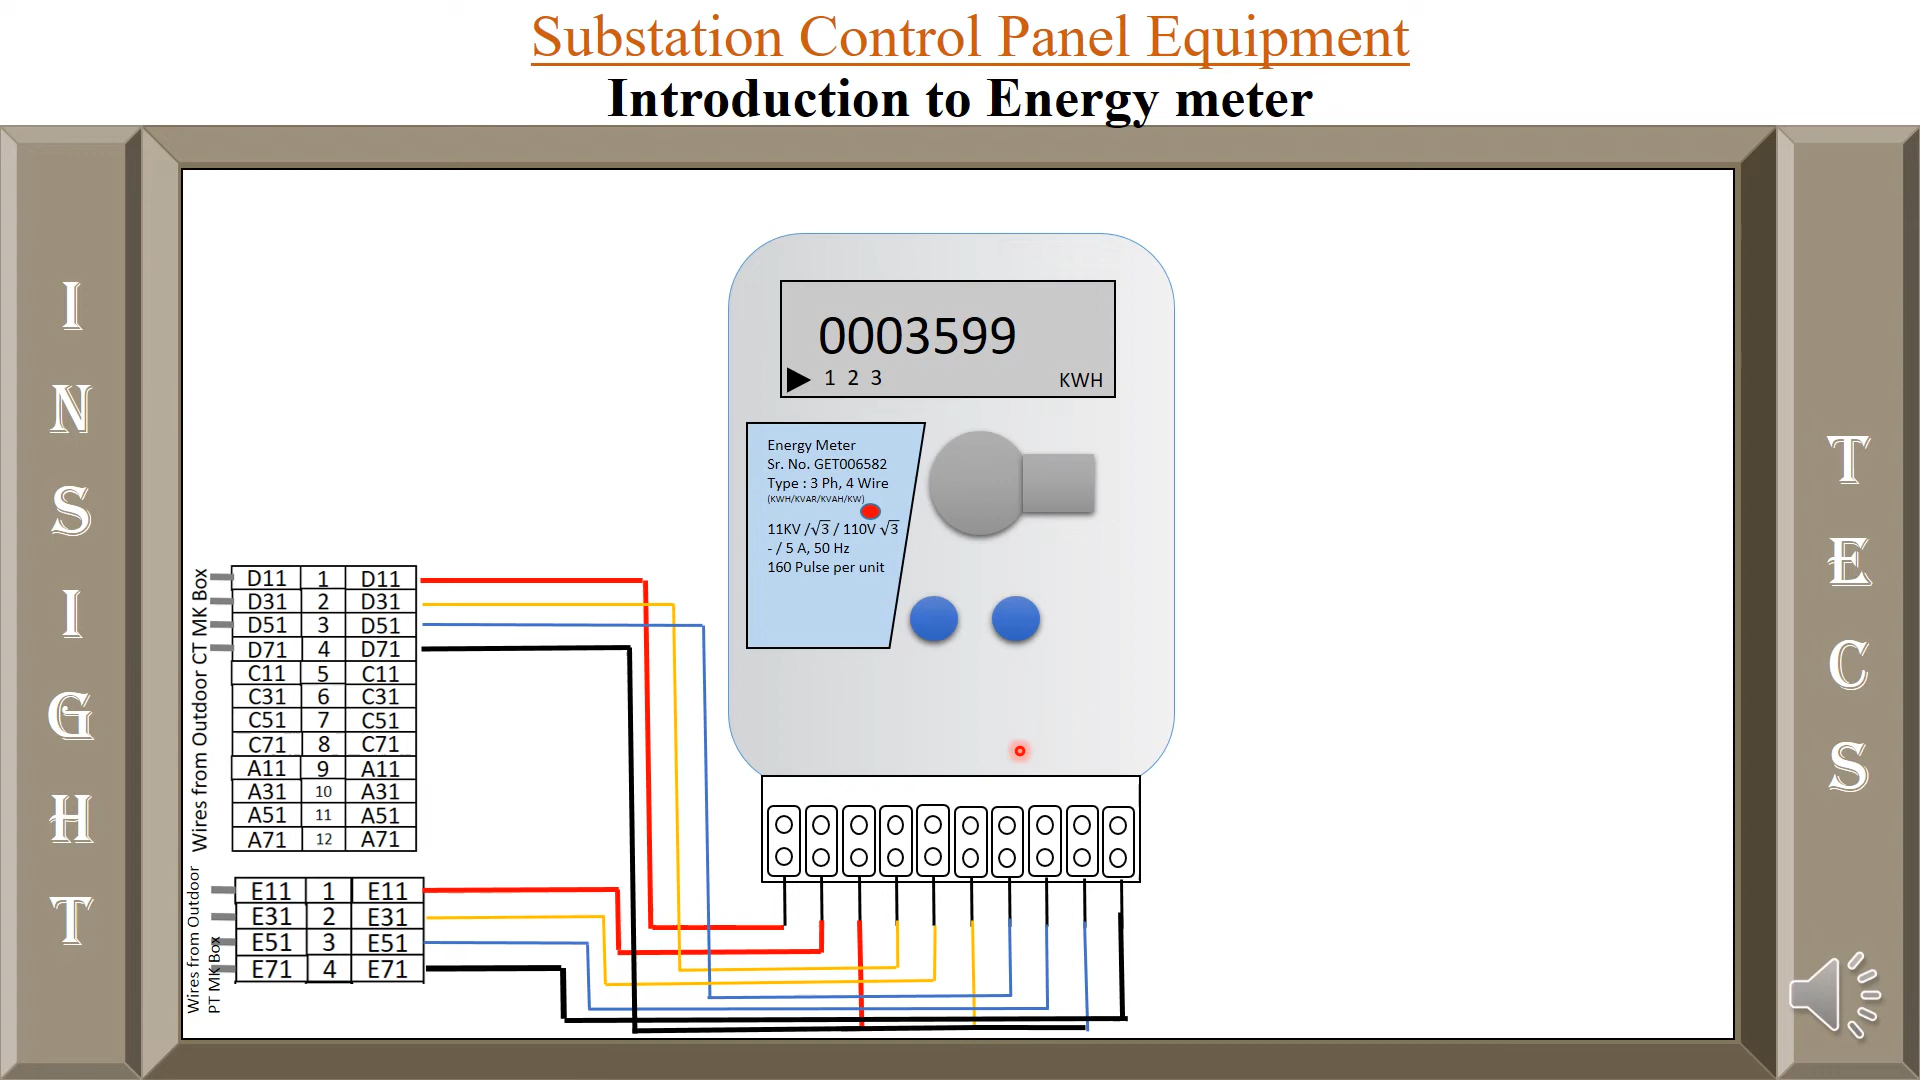 Substation Control Panel Equipment
Introduction to Energy meter
I
N
S
I
G
H
T
T
E
C
S
0003599
1 2 3 KWH
Energy Meter
Sr. No. GET006582
Type : 3 Ph, 4 Wire
(KWH/KVAR/KVAH/KW)
11KV /√3 / 110V √3
- / 5 A, 50 Hz
160 Pulse per unit
Wires from Outdoor CT MK Box
D11 1 D11
D31 2 D31
D51 3 D51
D71 4 D71
C11 5 C11
C31 6 C31
C51 7 C51
C71 8 C71
A11 9 A11
A31 10 A31
A51 11 A51
A71 12 A71
Wires from Outdoor
PT MK Box
E11 1 E11
E31 2 E31
E51 3 E51
E71 4 E71